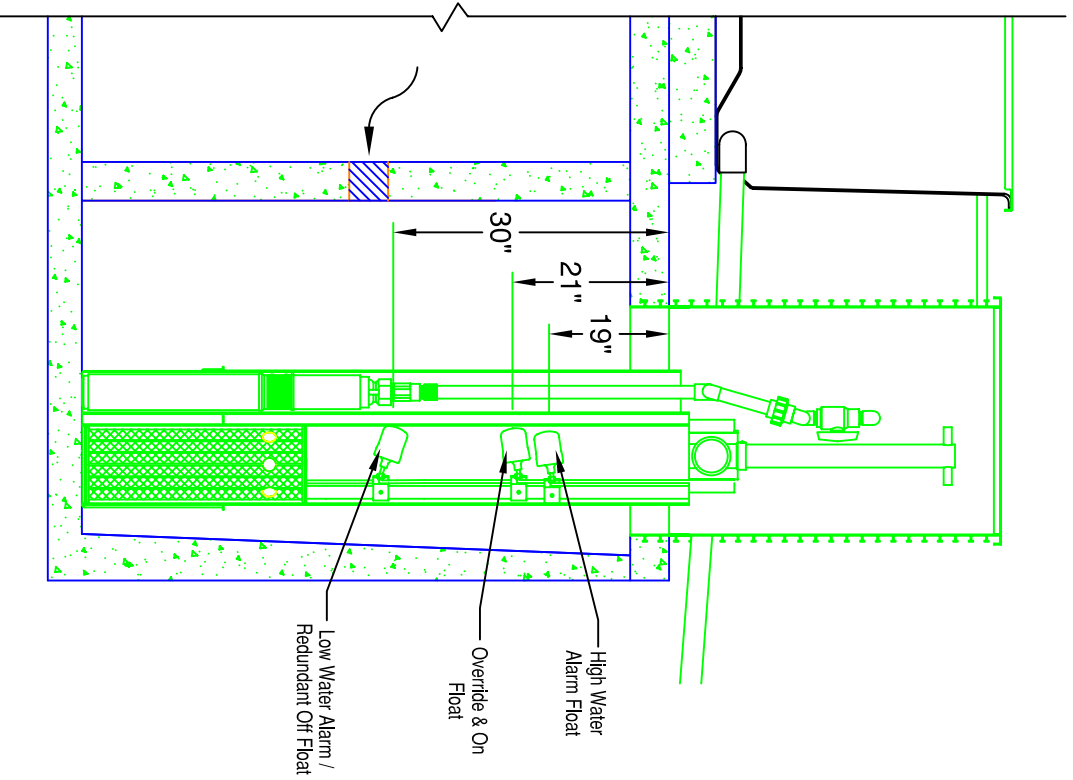 30"
21"
19"
High Water
Alarm Float
Override & On
Float
Low Water Alarm /
Redundant Off Float